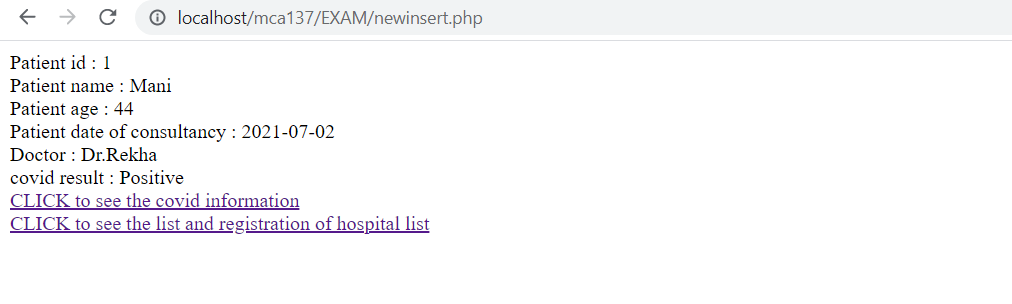 localhost/mca137/EXAM/newinsert.php
Patient id : 1
Patient name : Mani
Patient age : 44
Patient date of consultancy : 2021-07-02
Doctor : Dr.Rekha
covid result : Positive
CLICK to see the covid information
CLICK to see the list and registration of hospital list